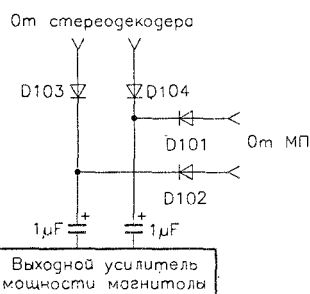 От стереодекодера
D103
D104
D101
От МП
D102
+
+
1µF
1µF
Выходной усилитель
мощности магнитолы